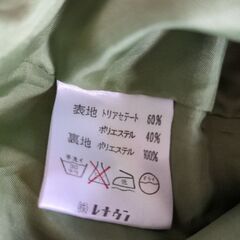 表地 トリアセテート 60%
ポリエステル 40%
裏地 ポリエステル 100%
㈱ レナウン